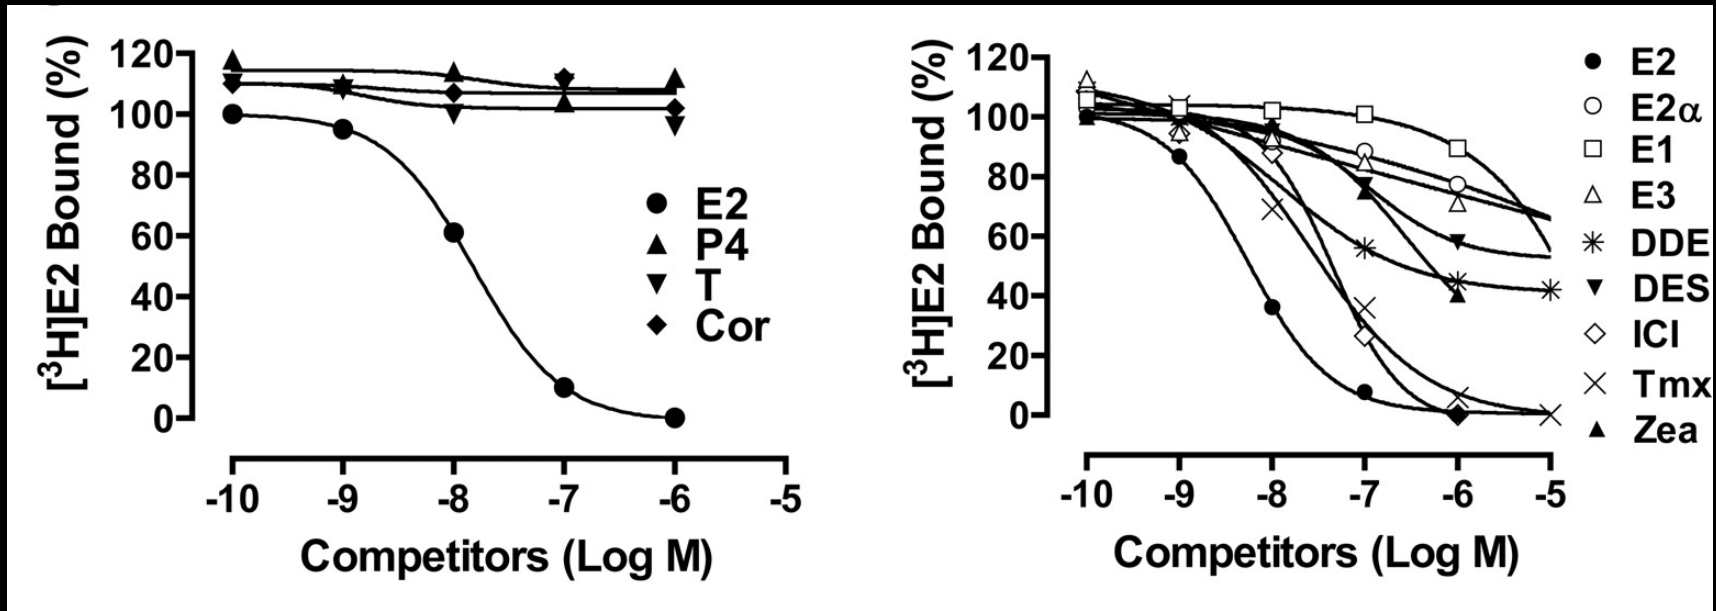 [³H]E2 Bound (%)
120
100
80
60
40
20
0
E2
P4
T
Cor
-10 -9 -8 -7 -6 -5
Competitors (Log M)
[³H]E2 Bound (%)
120
100
80
60
40
20
0
E2
E2α
E1
E3
DDE
DES
ICI
Tmx
Zea
-10 -9 -8 -7 -6 -5
Competitors (Log M)